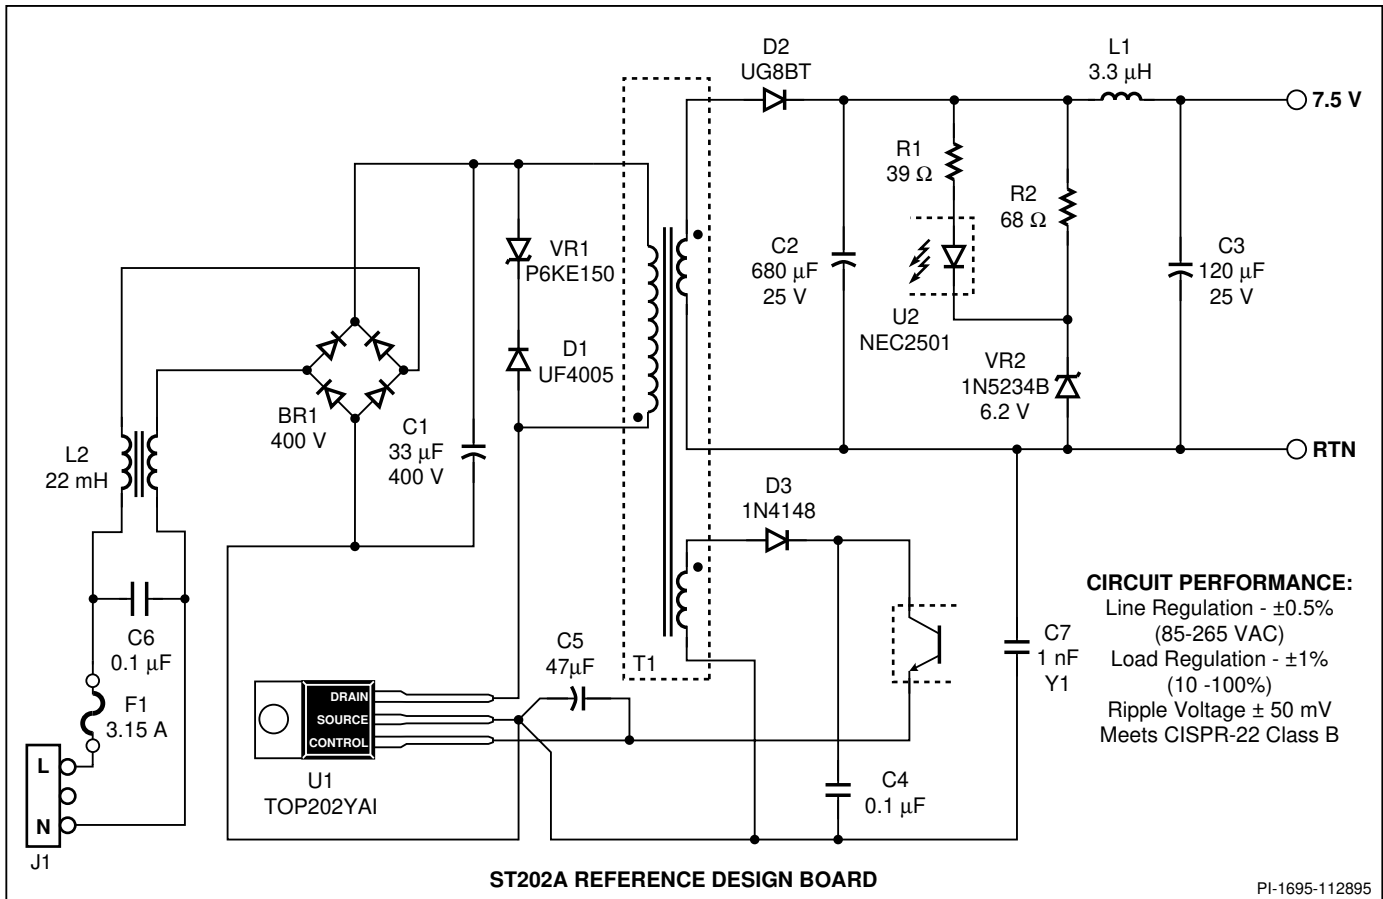 D2
UG8BT
L1
3.3 µH
7.5 V
R1
39 Ω
R2
68 Ω
VR1
P6KE150
C2
680 µF
25 V
C3
120 µF
25 V
U2
NEC2501
D1
UF4005
VR2
1N5234B
6.2 V
BR1
400 V
C1
33 µF
400 V
L2
22 mH
RTN
D3
1N4148
CIRCUIT PERFORMANCE:
Line Regulation - ±0.5%
(85-265 VAC)
Load Regulation - ±1%
(10 -100%)
Ripple Voltage ± 50 mV
Meets CISPR-22 Class B
C6
0.1 µF
C5
47µF
T1
C7
1 nF
Y1
F1
3.15 A
DRAIN
SOURCE
CONTROL
U1
TOP202YAI
L
N
J1
C4
0.1 µF
ST202A REFERENCE DESIGN BOARD
PI-1695-112895